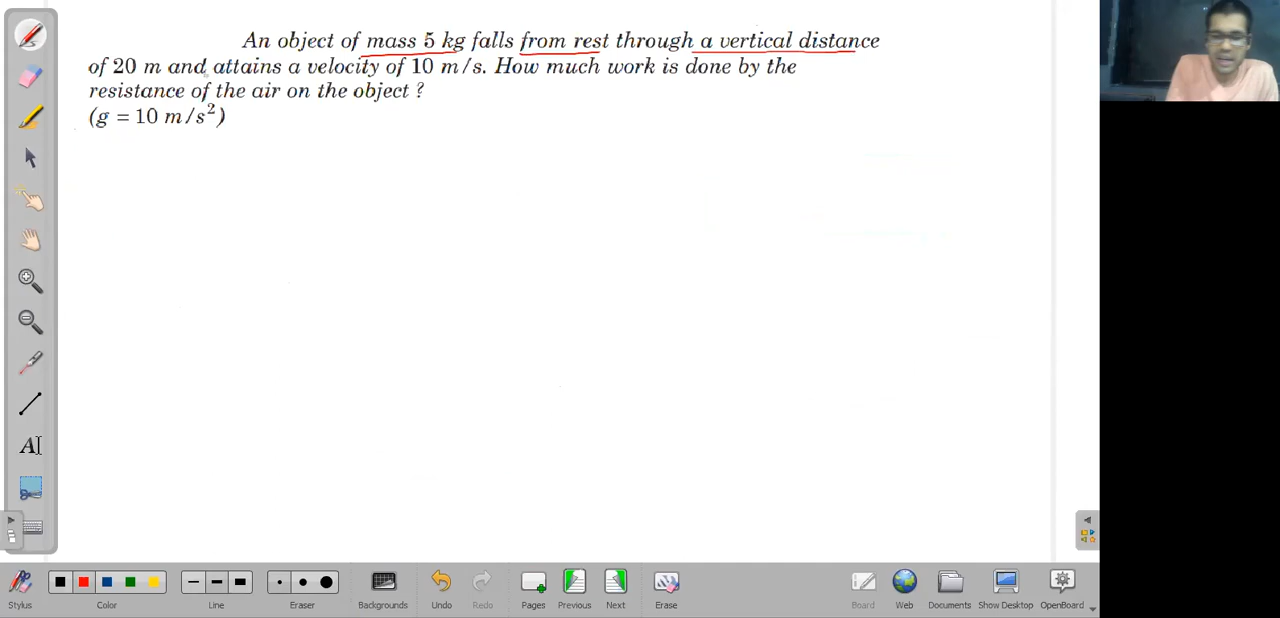 An object of mass 5 kg falls from rest through a vertical distance
of 20 m and attains a velocity of 10 m/s. How much work is done by the
resistance of the air on the object ?
(g = 10 m/s²)
A
Stylus
Color
Line
Eraser
Backgrounds
Undo
Redo
Pages
Previous
Next
Erase
Board
Web
Documents
Show Desktop
OpenBoard